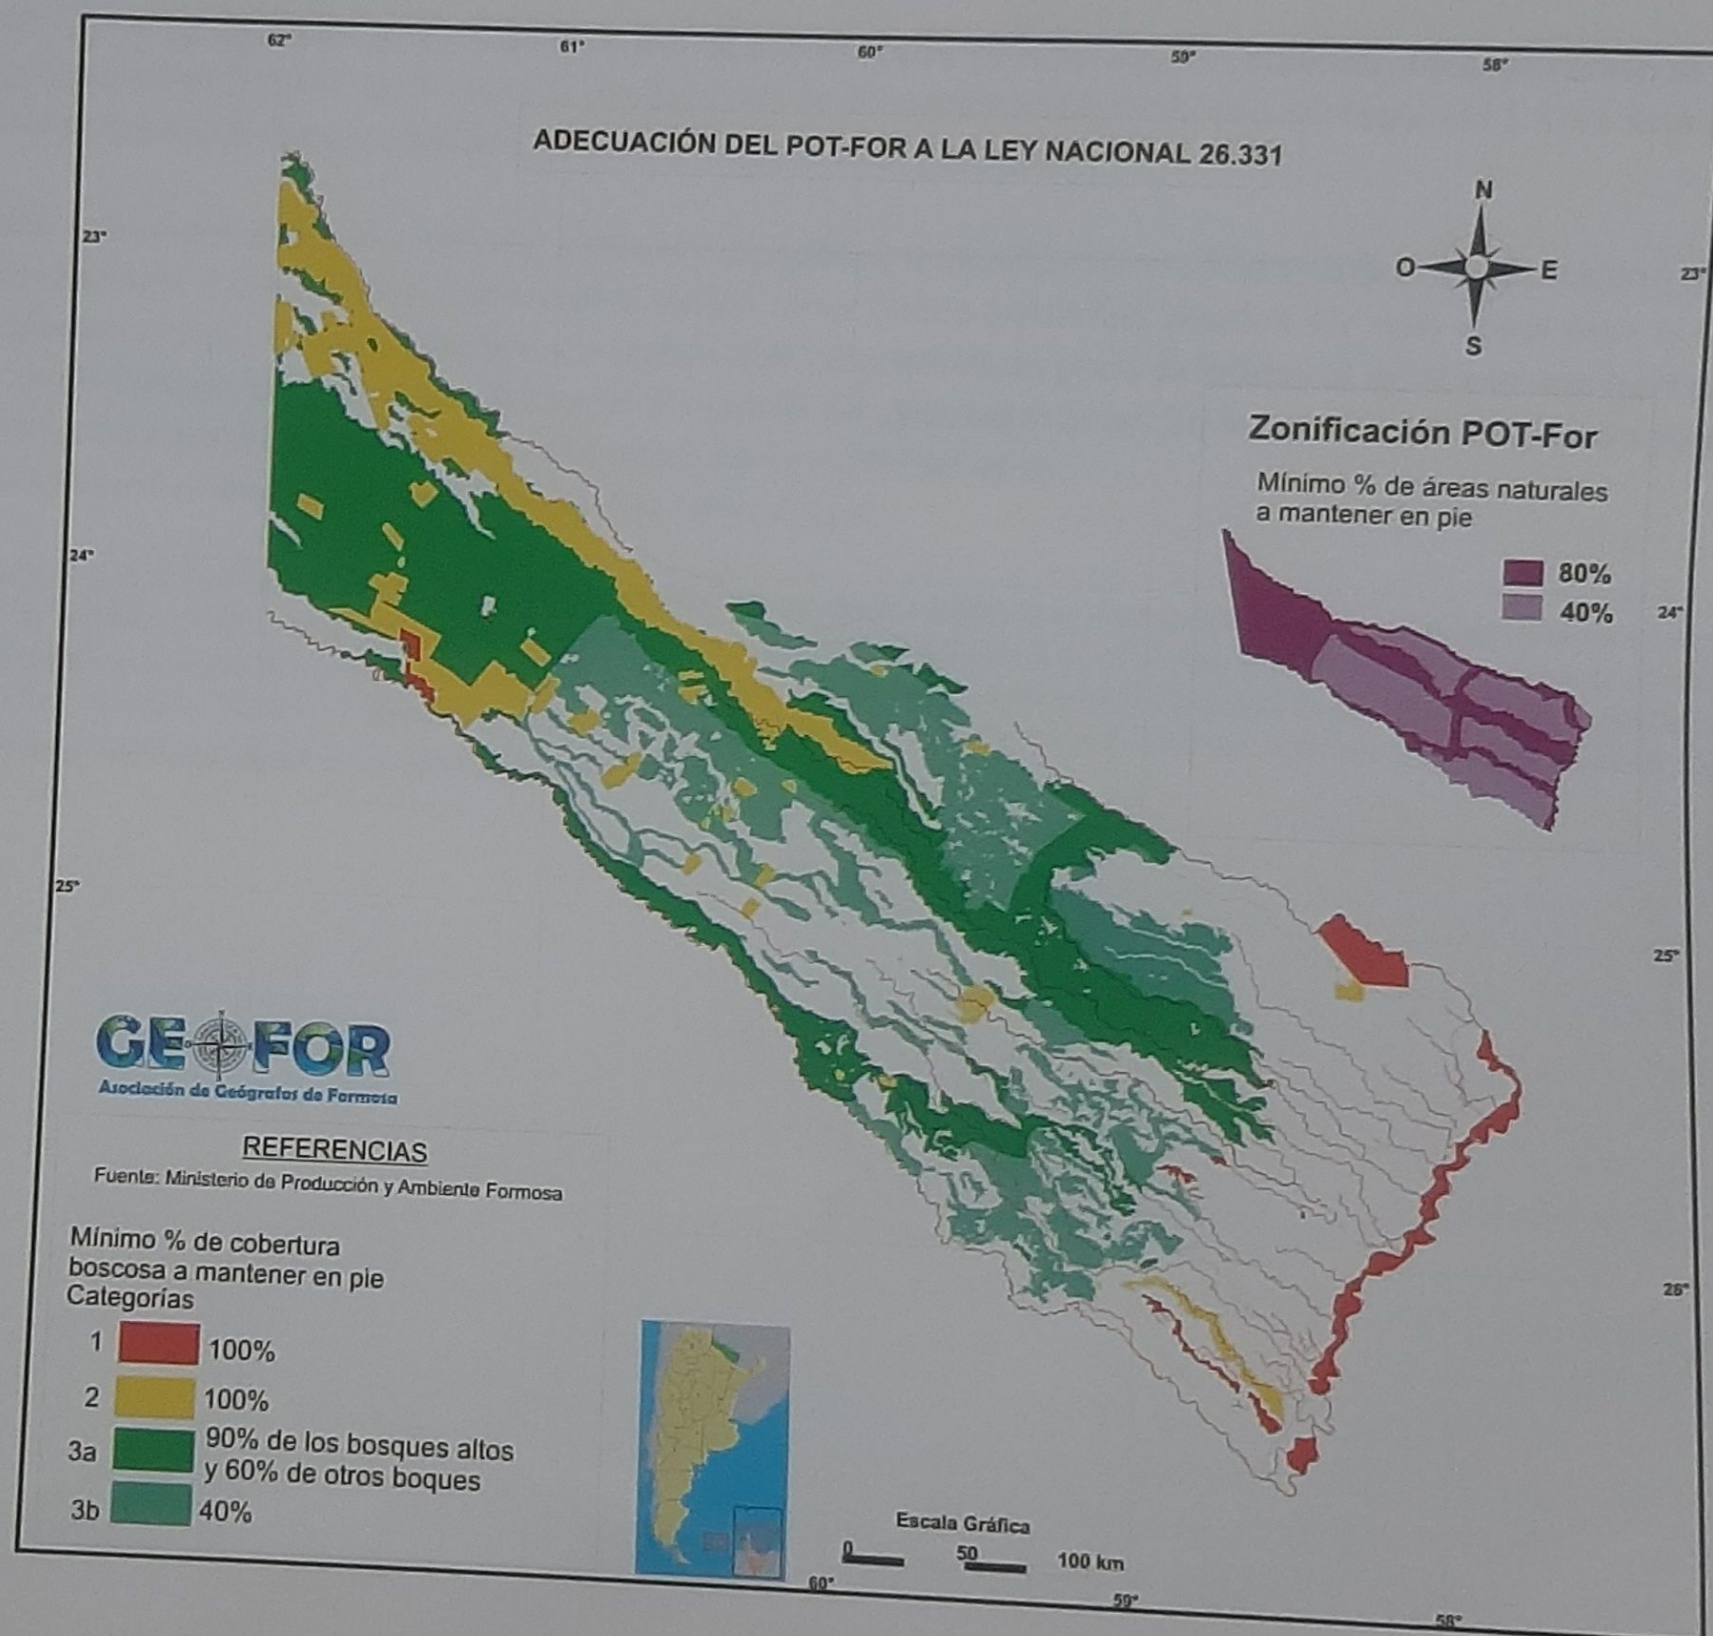 62° 61° 60° 59° 58°
ADECUACIÓN DEL POT-FOR A LA LEY NACIONAL 26.331
N
O E
S
23° 23°
Zonificación POT-For
Mínimo % de áreas naturales
a mantener en pie
80%
40%
24° 24°
25° 25°
26°
GEOFOR
Asociación de Geógrafos de Formosa
REFERENCIAS
Fuente: Ministerio de Producción y Ambiente Formosa
Mínimo % de cobertura
boscosa a mantener en pie
Categorías
1 100%
2 100%
3a 90% de los bosques altos
y 60% de otros boques
3b 40%
Escala Gráfica
0 50 100 km
60° 59° 58°